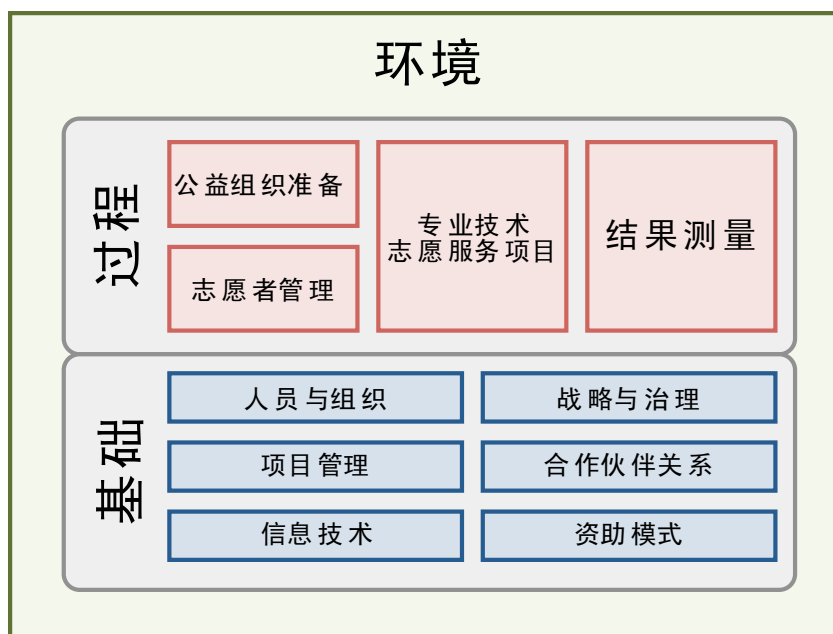 环境
过程
公益组织准备
志愿者管理
专业技术
志愿服务项目
结果测量
基础
人员与组织
战略与治理
项目管理
合作伙伴关系
信息技术
资助模式